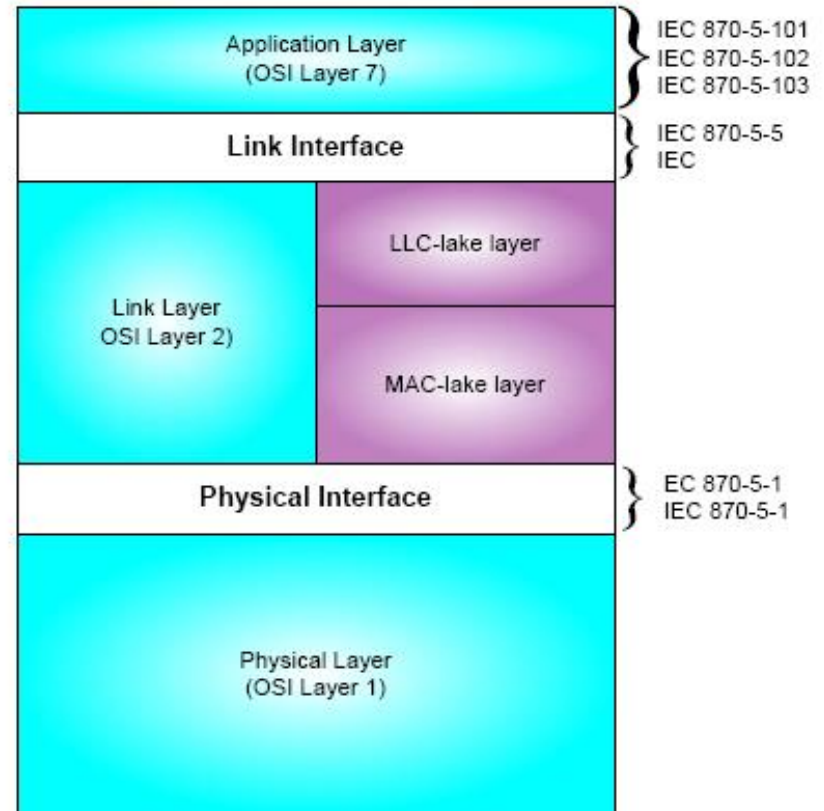 Application Layer
(OSI Layer 7)
IEC 870-5-101
IEC 870-5-102
IEC 870-5-103
Link Interface
IEC 870-5-5
IEC
Link Layer
OSI Layer 2)
LLC-lake layer
MAC-lake layer
Physical Interface
EC 870-5-1
IEC 870-5-1
Physical Layer
(OSI Layer 1)